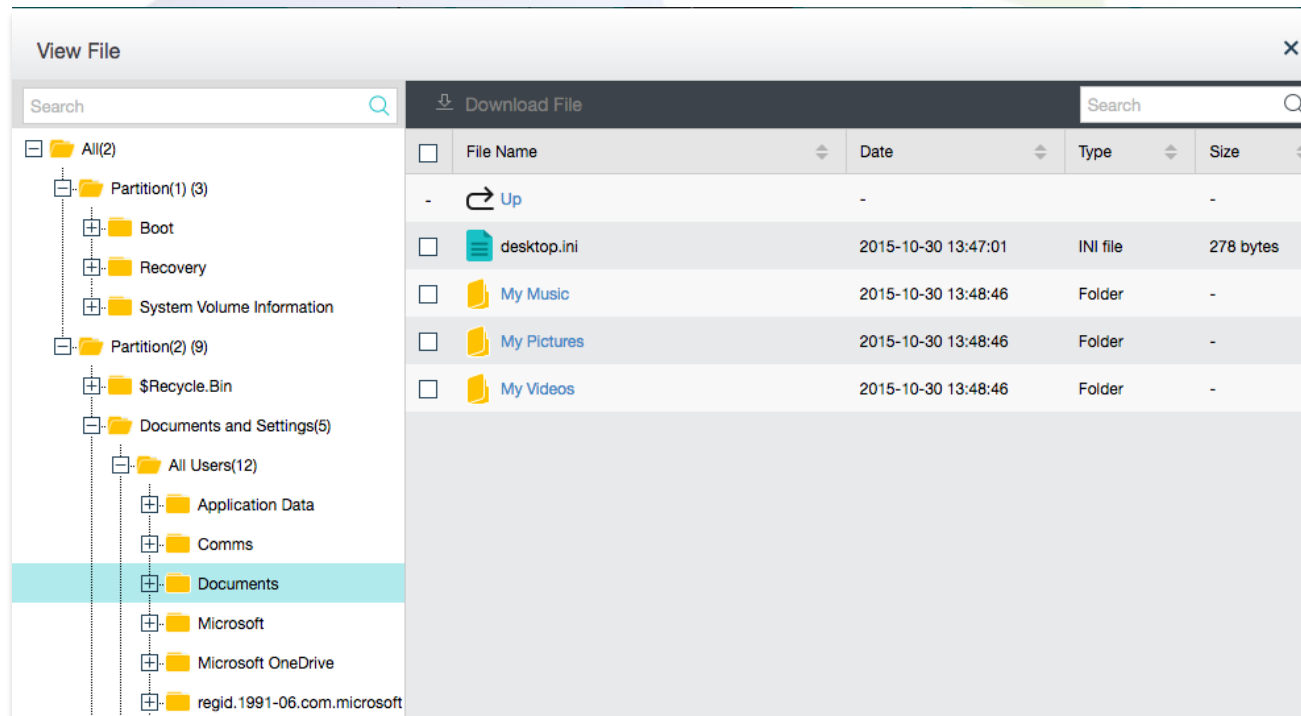 View File
Search
Download File
Search
All(2)
Partition(1) (3)
Boot
Recovery
System Volume Information
Partition(2) (9)
$Recycle.Bin
Documents and Settings(5)
All Users(12)
Application Data
Comms
Documents
Microsoft
Microsoft OneDrive
regid.1991-06.com.microsoft
File Name Date Type Size
- Up - -
desktop.ini 2015-10-30 13:47:01 INI file 278 bytes
My Music 2015-10-30 13:48:46 Folder -
My Pictures 2015-10-30 13:48:46 Folder -
My Videos 2015-10-30 13:48:46 Folder -